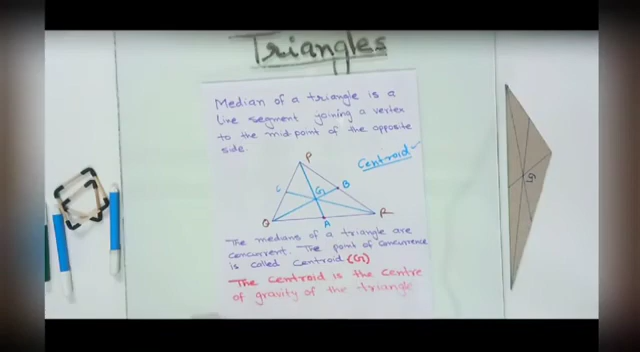 Triangles
Median of a triangle is a
line segment joining a vertex
to the mid point of the opposite
side.
Centroid
P
C
G
B
Q
A
R
The medians of a triangle are
concurrent. The point of concurrence
is called Centroid (G)
The Centroid is the centre
of gravity of the triangle
G